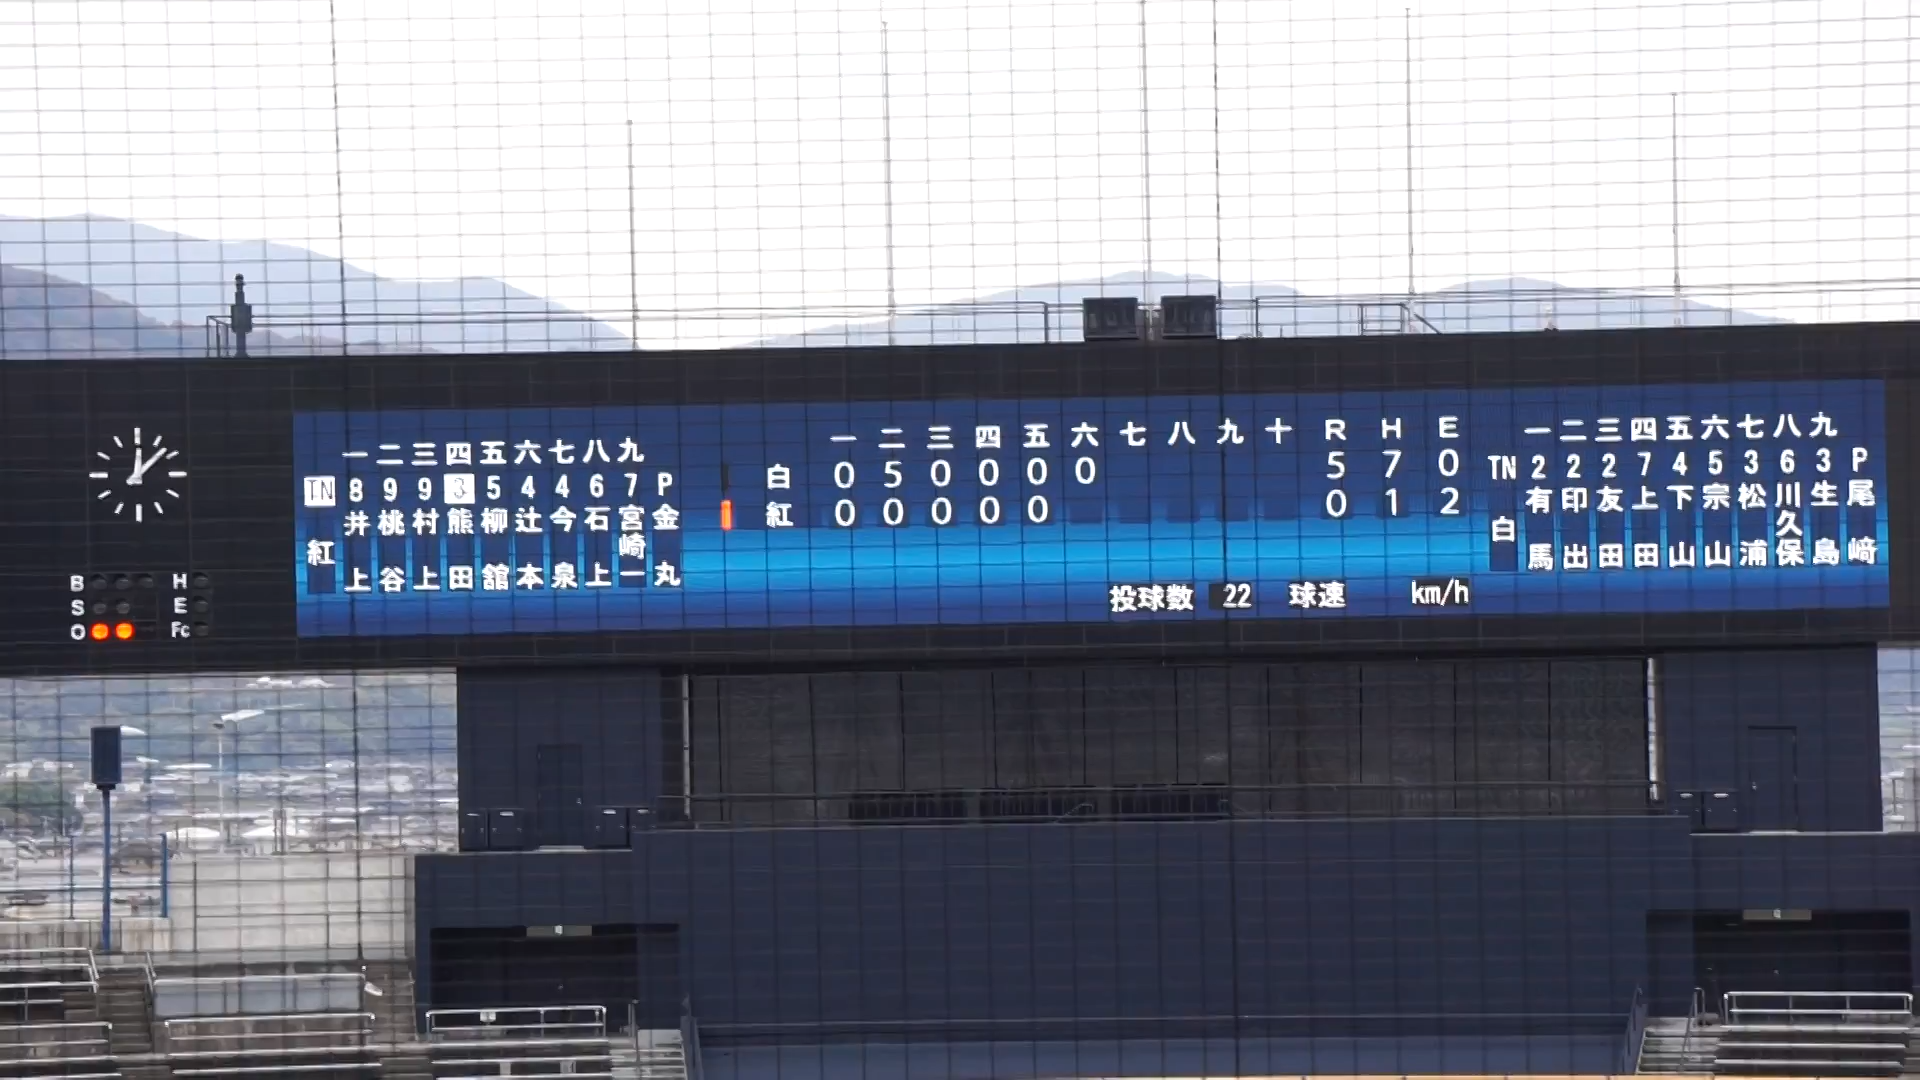 一 二 三 四 五 六 七 八 九
TN 8 9 9 3 5 4 4 6 7 P
紅 井上 桃谷 村上 熊田 柳舘 辻本 今泉 石上 宮崎一 金丸
一 二 三 四 五 六 七 八 九 十 R H E
白 0 5 0 0 0 0 5 7 0
紅 0 0 0 0 0 0 1 2
投球数 22 球速 km/h
一 二 三 四 五 六 七 八 九
TN 2 2 2 7 4 5 3 6 3 P
白 有馬 印出 友田 上田 下山 宗山 松浦 川久保 生島 尾﨑
B H
S E
O Fc